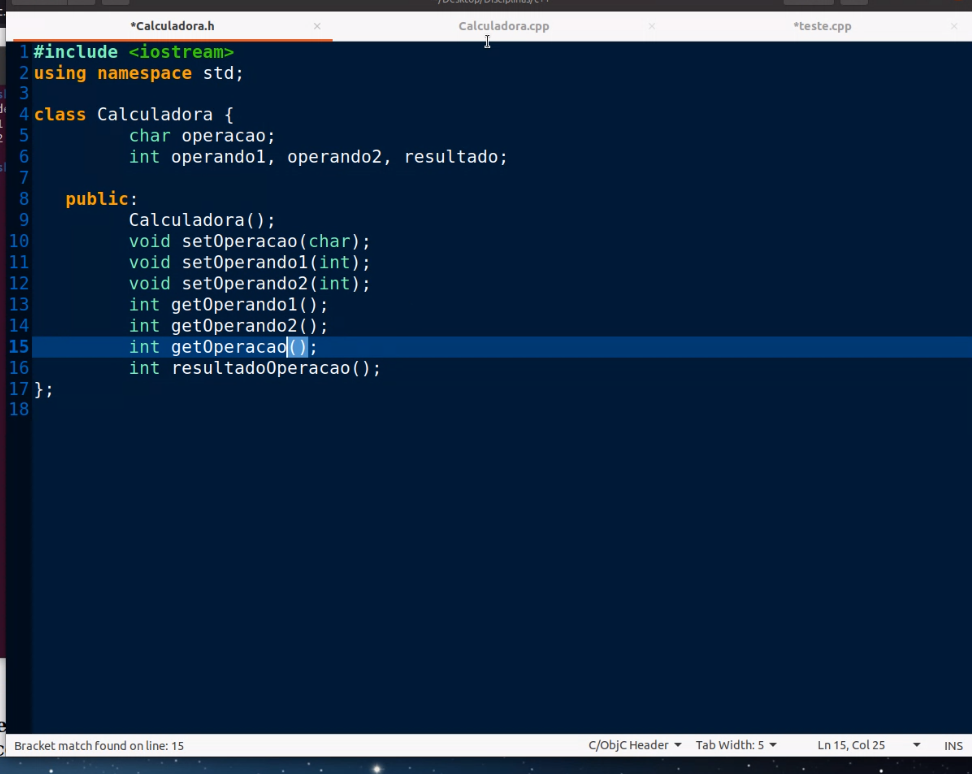 /Desktop/Disciplinas/c++
*Calculadora.h × Calculadora.cpp × *teste.cpp ×
1 #include <iostream>
2 using namespace std;
3
4 class Calculadora {
5 char operacao;
6 int operando1, operando2, resultado;
7
8 public:
9 Calculadora();
10 void setOperacao(char);
11 void setOperando1(int);
12 void setOperando2(int);
13 int getOperando1();
14 int getOperando2();
15 int getOperacao();
16 int resultadoOperacao();
17 };
18
Bracket match found on line: 15 C/ObjC Header Tab Width: 5 Ln 15, Col 25 INS